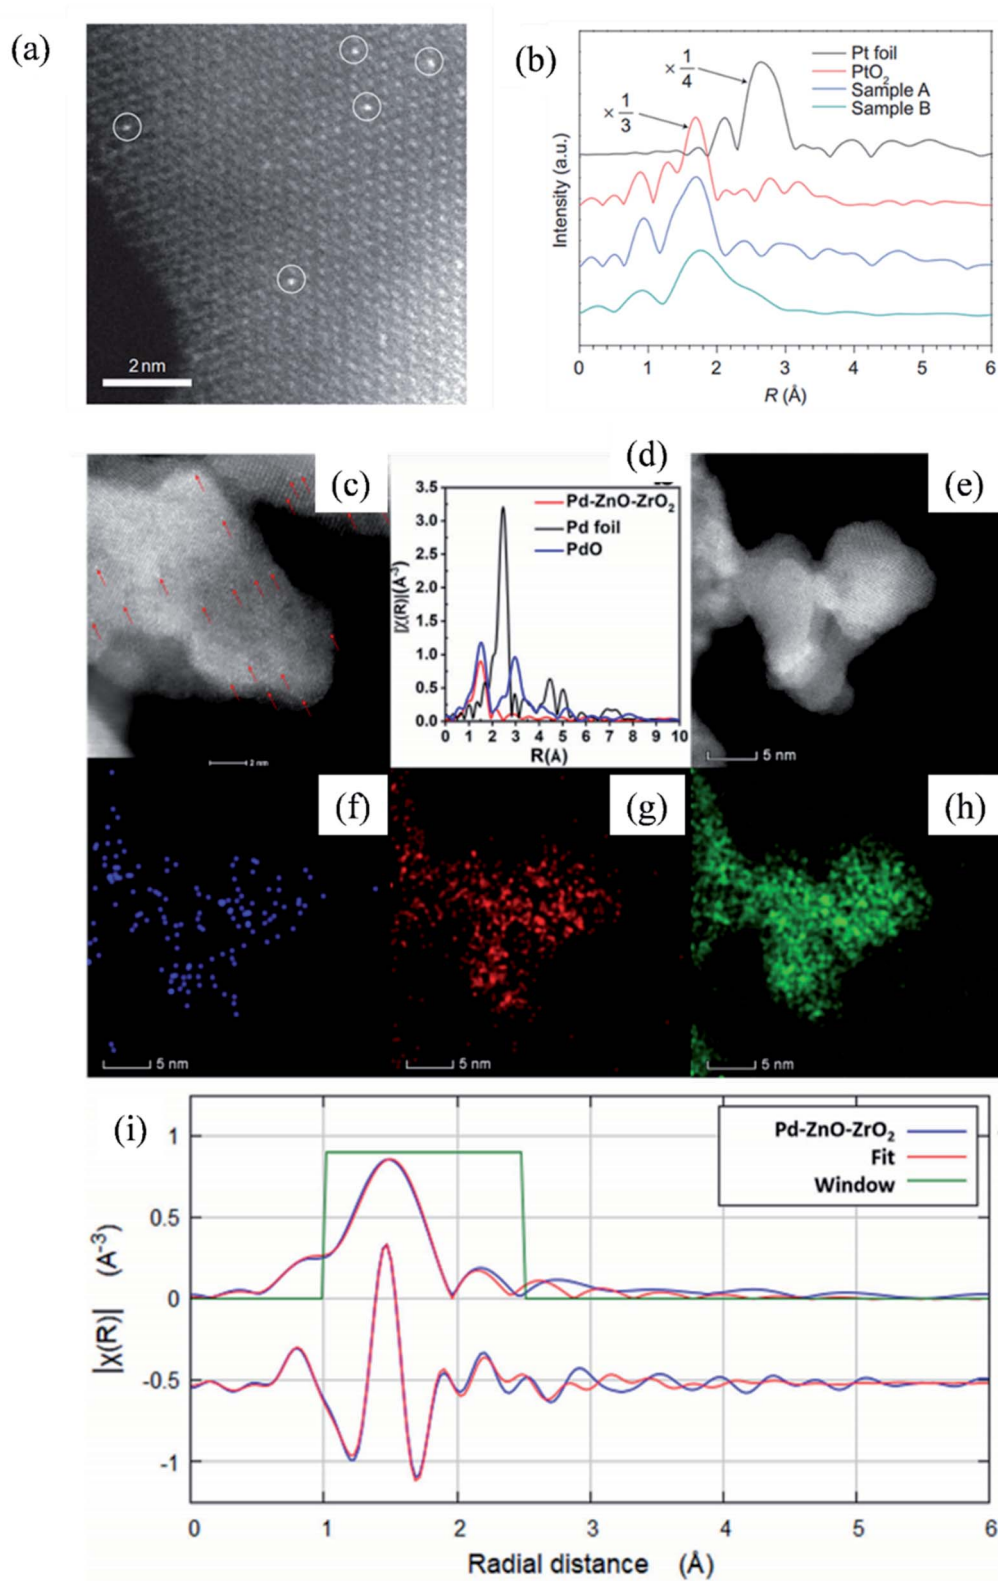 (a)
2 nm
(b)
Pt foil
PtO2
Sample A
Sample B
× 1/4
× 1/3
Intensity (a.u.)
0 1 2 3 4 5 6
R (Å)
(c)
2 nm
(d)
3.5
3.0
2.5
2.0
1.5
1.0
0.5
0.0
|χ(R)|(Å-3)
Pd-ZnO-ZrO2
Pd foil
PdO
0 1 2 3 4 5 6 7 8 9 10
R(Å)
(e)
5 nm
(f)
5 nm
(g)
5 nm
(h)
5 nm
(i)
Pd-ZnO-ZrO2
Fit
Window
1
0.5
0
-0.5
-1
|χ(R)| (A-3)
0 1 2 3 4 5 6
Radial distance (Å)